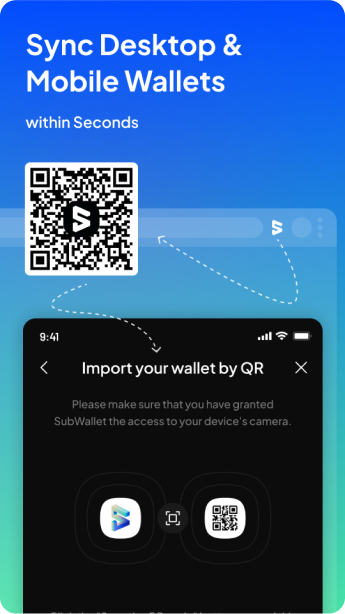 Sync Desktop &
Mobile Wallets
within Seconds
9:41
Import your wallet by QR
Please make sure that you have granted
SubWallet the access to your device's camera.